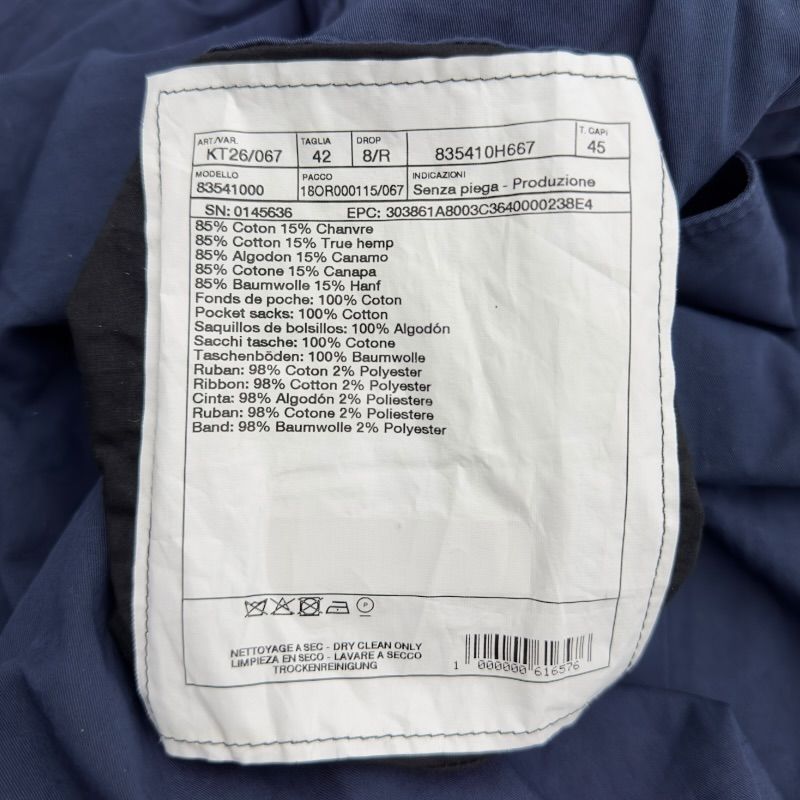 ART/VAR. TAGLIA DROP T. CAPI
KT26/067 42 8/R 835410H667 45
MODELLO PACCO INDICAZIONI
83541000 18OR000115/067 Senza piega - Produzione
SN: 0145636 EPC: 303861A8003C3640000238E4
85% Coton 15% Chanvre
85% Cotton 15% True hemp
85% Algodon 15% Canamo
85% Cotone 15% Canapa
85% Baumwolle 15% Hanf
Fonds de poche: 100% Coton
Pocket sacks: 100% Cotton
Saquillos de bolsillos: 100% Algodón
Sacchi tasche: 100% Cotone
Taschenböden: 100% Baumwolle
Ruban: 98% Coton 2% Polyester
Ribbon: 98% Cotton 2% Polyester
Cinta: 98% Algodón 2% Poliestere
Ruban: 98% Cotone 2% Poliestere
Band: 98% Baumwolle 2% Polyester
P
NETTOYAGE A SEC - DRY CLEAN ONLY
LIMPIEZA EN SECO - LAVARE A SECCO
TROCKENREINIGUNG
1 000000 616576